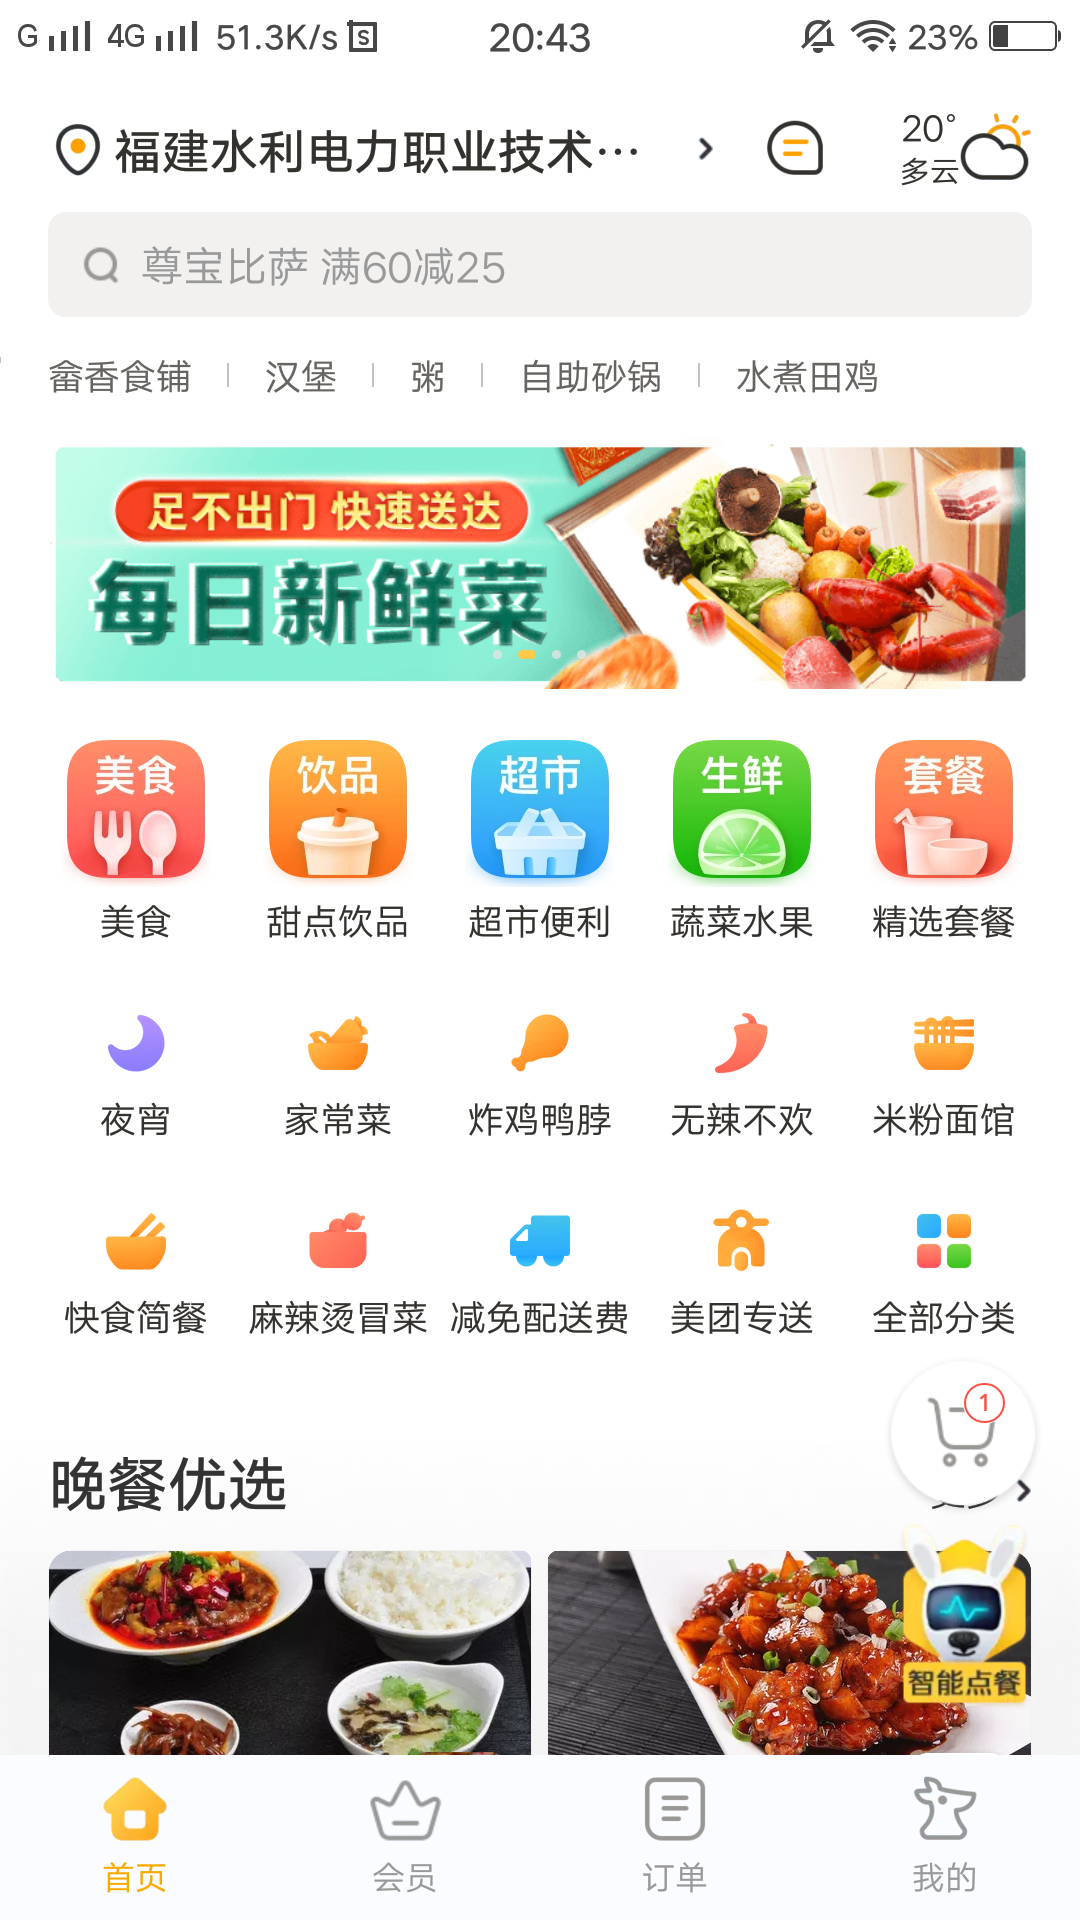 G 4G 51.3K/s S 20:43 23%
福建水利电力职业技术… 20°
多云
尊宝比萨 满60减25
畲香食铺 汉堡 粥 自助砂锅 水煮田鸡
足不出门 快速送达
每日新鲜菜
美食 饮品 超市 生鲜 套餐
美食 甜点饮品 超市便利 蔬菜水果 精选套餐
夜宵 家常菜 炸鸡鸭脖 无辣不欢 米粉面馆
快食简餐 麻辣烫冒菜 减免配送费 美团专送 全部分类
1
晚餐优选
智能点餐
首页 会员 订单 我的